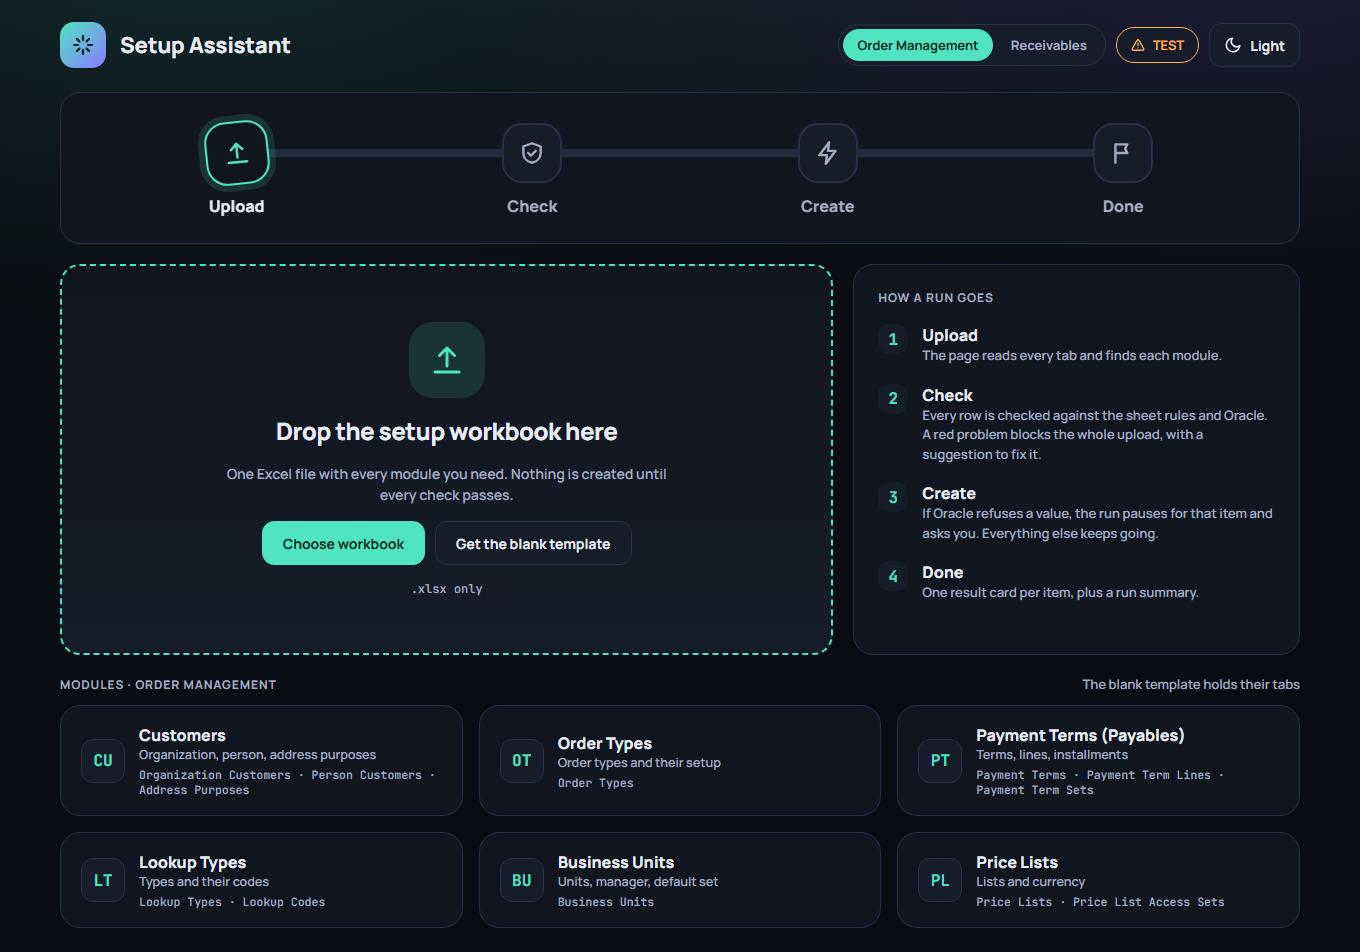 Setup Assistant
Order Management
Receivables
TEST
Light
Upload
Check
Create
Done
Drop the setup workbook here
One Excel file with every module you need. Nothing is created until
every check passes.
Choose workbook
Get the blank template
.xlsx only
HOW A RUN GOES
1
Upload
The page reads every tab and finds each module.
2
Check
Every row is checked against the sheet rules and Oracle.
A red problem blocks the whole upload, with a
suggestion to fix it.
3
Create
If Oracle refuses a value, the run pauses for that item and
asks you. Everything else keeps going.
4
Done
One result card per item, plus a run summary.
MODULES · ORDER MANAGEMENT
The blank template holds their tabs
CU
Customers
Organization, person, address purposes
Organization Customers · Person Customers ·
Address Purposes
OT
Order Types
Order types and their setup
Order Types
PT
Payment Terms (Payables)
Terms, lines, installments
Payment Terms · Payment Term Lines ·
Payment Term Sets
LT
Lookup Types
Types and their codes
Lookup Types · Lookup Codes
BU
Business Units
Units, manager, default set
Business Units
PL
Price Lists
Lists and currency
Price Lists · Price List Access Sets